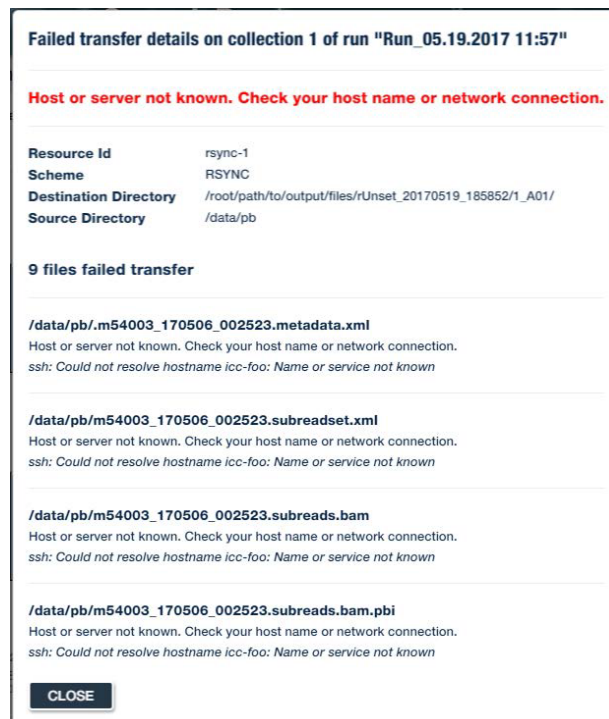 Failed transfer details on collection 1 of run "Run_05.19.2017 11:57"
Host or server not known. Check your host name or network connection.
Resource Id rsync-1
Scheme RSYNC
Destination Directory /root/path/to/output/files/rUnset_20170519_185852/1_A01/
Source Directory /data/pb
9 files failed transfer
/data/pb/.m54003_170506_002523.metadata.xml
Host or server not known. Check your host name or network connection.
ssh: Could not resolve hostname icc-foo: Name or service not known
/data/pb/m54003_170506_002523.subreadset.xml
Host or server not known. Check your host name or network connection.
ssh: Could not resolve hostname icc-foo: Name or service not known
/data/pb/m54003_170506_002523.subreads.bam
Host or server not known. Check your host name or network connection.
ssh: Could not resolve hostname icc-foo: Name or service not known
/data/pb/m54003_170506_002523.subreads.bam.pbi
Host or server not known. Check your host name or network connection.
ssh: Could not resolve hostname icc-foo: Name or service not known
CLOSE